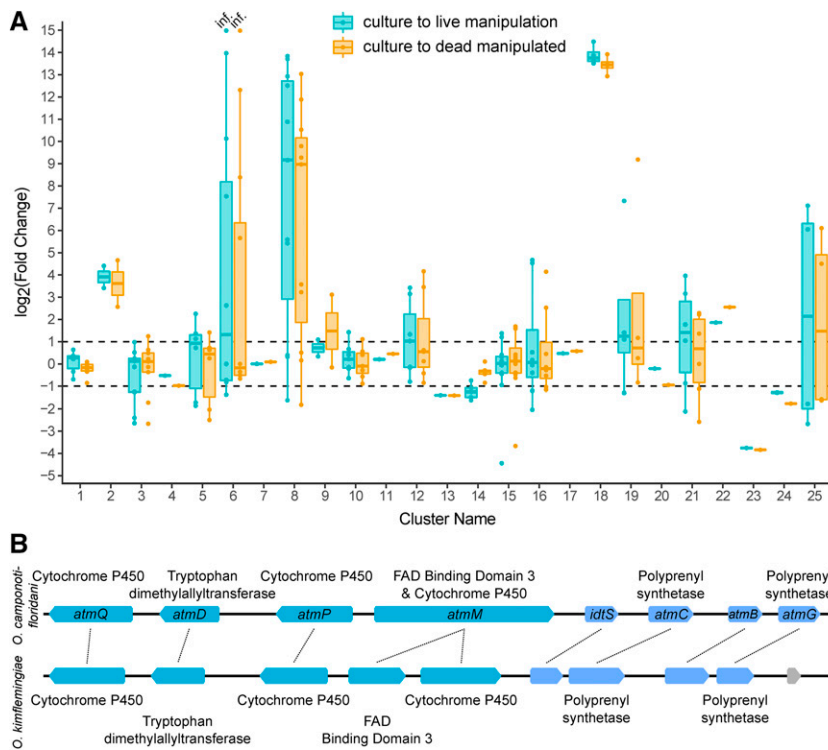 A
inf.
inf.
culture to live manipulation
culture to dead manipulated
15
14
13
12
11
10
9
8
7
6
5
4
3
2
1
0
−1
−2
−3
−4
−5
log2(Fold Change)
1 2 3 4 5 6 7 8 9 10 11 12 13 14 15 16 17 18 19 20 21 22 23 24 25
Cluster Name
B
O. camponoti-
floridani
Cytochrome P450
Tryptophan
dimethylallyltransferase
Cytochrome P450
FAD Binding Domain 3
& Cytochrome P450
Polyprenyl
synthetase
Polyprenyl
synthetase
atmQ atmD atmP atmM idtS atmC atmB atmG
O. kimflemingiae
Cytochrome P450
Tryptophan
dimethylallyltransferase
Cytochrome P450
FAD
Binding Domain 3
Cytochrome P450
Polyprenyl
synthetase
Polyprenyl
synthetase